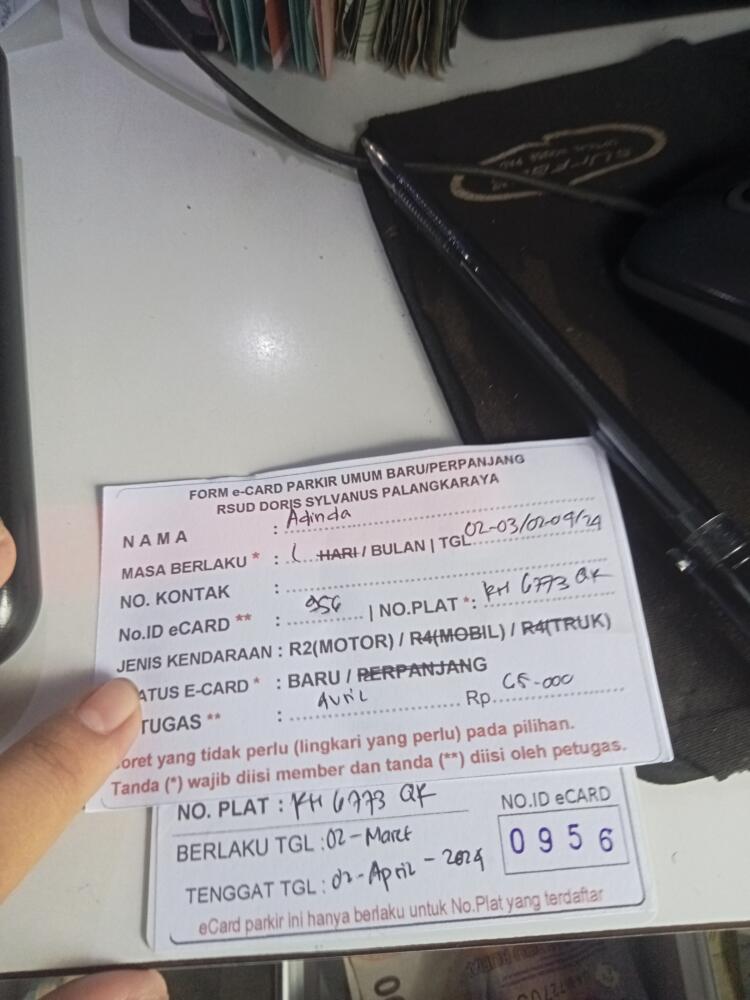 FORM e-CARD PARKIR UMUM BARU/PERPANJANG
RSUD DORIS SYLVANUS PALANGKARAYA
NAMA : Adinda
MASA BERLAKU * : 1 HARI / BULAN | TGL 02-03/02-04/24
NO. KONTAK :
No.ID eCARD ** : 956 | NO.PLAT *: KH 6773 QK
JENIS KENDARAAN : R2(MOTOR) / R4(MOBIL) / R4(TRUK)
ATUS E-CARD * : BARU / PERPANJANG
TUGAS ** : Avril Rp. 65.000
oret yang tidak perlu (lingkari yang perlu) pada pilihan.
Tanda (*) wajib diisi member dan tanda (**) diisi oleh petugas.
NO. PLAT : KH 6773 QK
NO.ID eCARD
BERLAKU TGL : 02-Maret
0956
TENGGAT TGL : 02-April-2024
eCard parkir ini hanya berlaku untuk No.Plat yang terdaftar